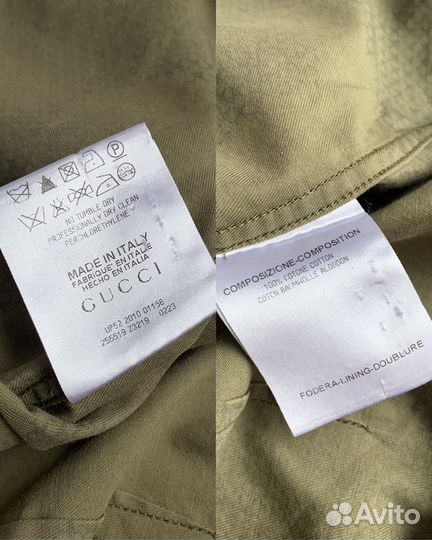 NO TUMBLE DRY
PROFESSIONALLY DRY CLEAN
PERCHLORETHYLENE
MADE IN ITALY
FABRIQUE EN ITALIE
HECHO EN ITALIA
GUCCI
UP52 2010 01156
255519 Z3219 0223
COMPOSIZIONE-COMPOSITION
100% COTONE COTTON
COTON BAUMWOLLE ALGODON
FODERA-LINING-DOUBLURE
Avito